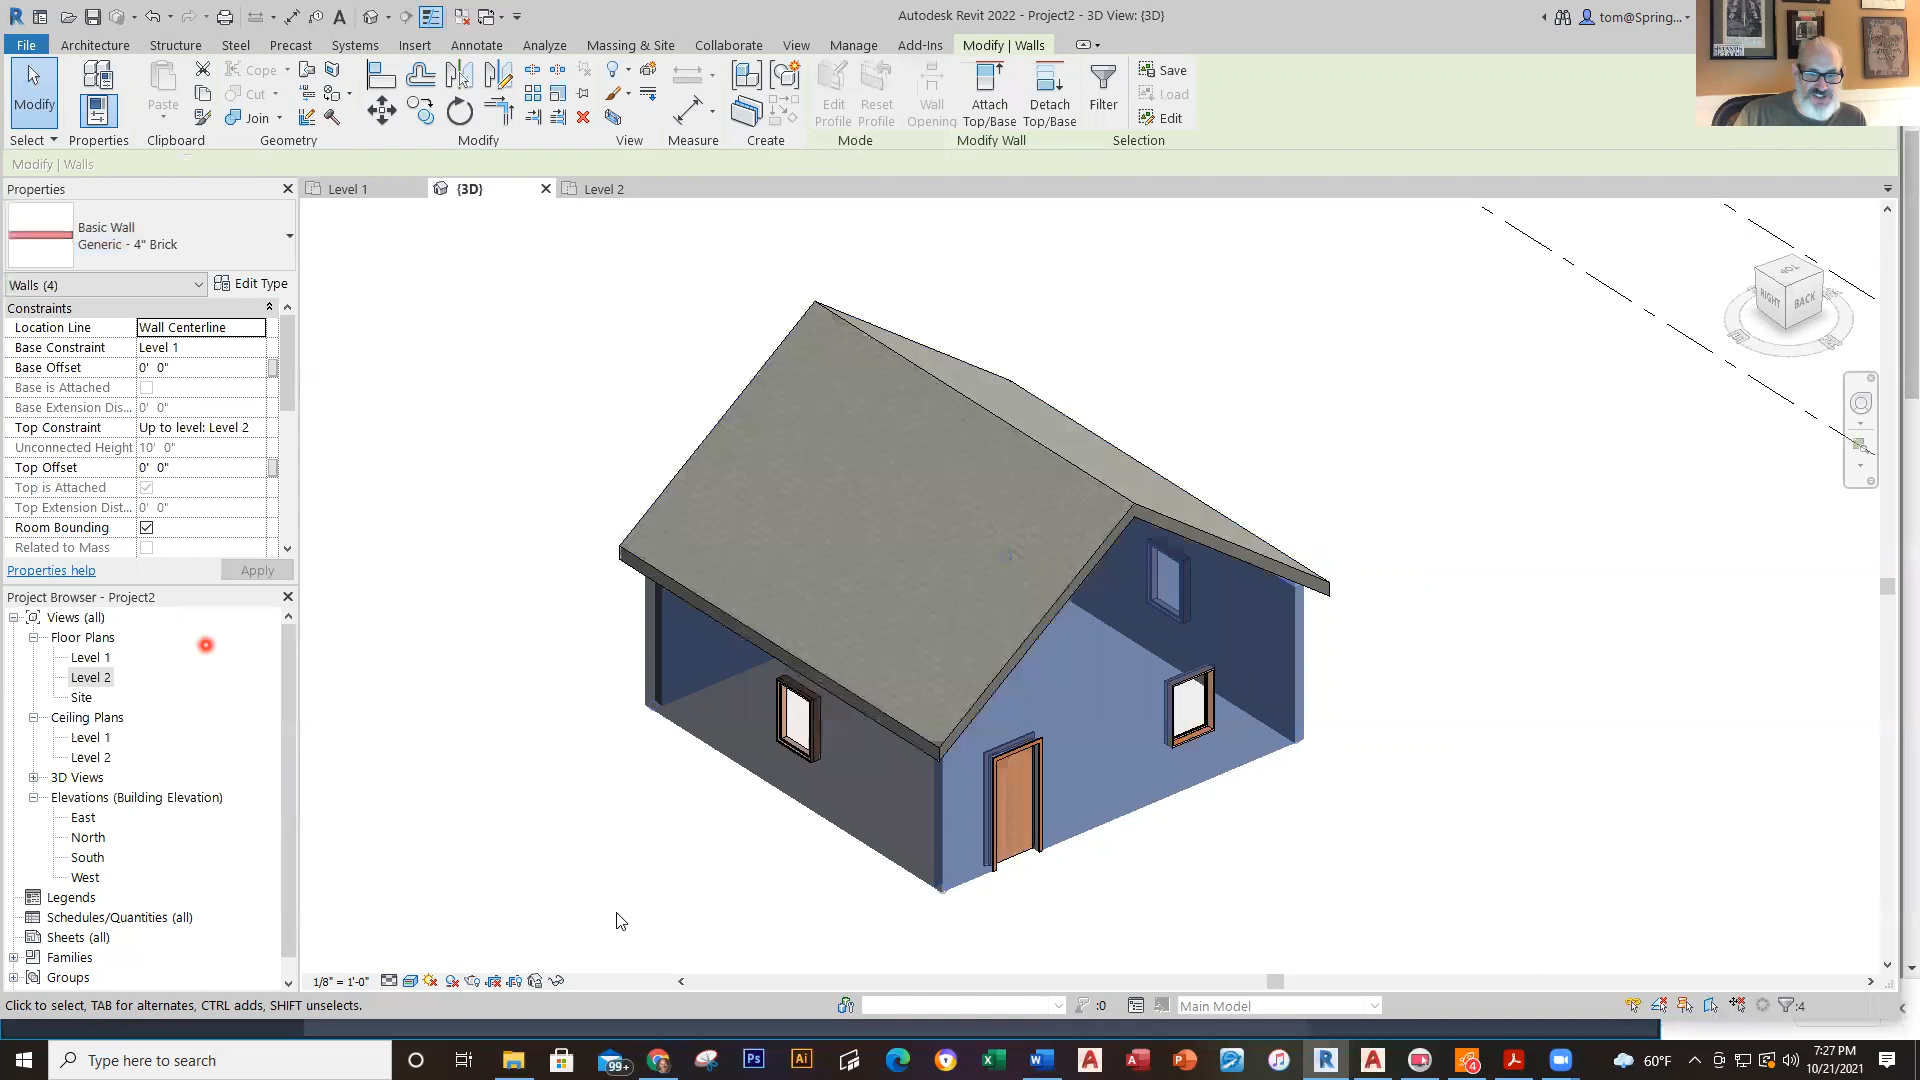 Autodesk Revit 2022 - Project2 - 3D View: {3D}
tom@Spring...
File Architecture Structure Steel Precast Systems Insert Annotate Analyze Massing & Site Collaborate View Manage Add-Ins Modify | Walls
Modify
Paste
Cope
Cut
Join
Edit Profile
Reset Profile
Wall Opening
Attach Top/Base
Detach Top/Base
Filter
Save
Load
Edit
Select Properties Clipboard Geometry Modify View Measure Create Mode Modify Wall Selection
Modify | Walls
Properties
Level 1 {3D} Level 2
Basic Wall
Generic - 4" Brick
Walls (4) Edit Type
Constraints
Location Line Wall Centerline
Base Constraint Level 1
Base Offset 0' 0"
Base is Attached
Base Extension Dis... 0' 0"
Top Constraint Up to level: Level 2
Unconnected Height 10' 0"
Top Offset 0' 0"
Top is Attached
Top Extension Dist... 0' 0"
Room Bounding
Related to Mass
Properties help Apply
TOP
RIGHT BACK
Project Browser - Project2
Views (all)
Floor Plans
Level 1
Level 2
Site
Ceiling Plans
Level 1
Level 2
3D Views
Elevations (Building Elevation)
East
North
South
West
Legends
Schedules/Quantities (all)
Sheets (all)
Families
Groups
1/8" = 1'-0"
Click to select, TAB for alternates, CTRL adds, SHIFT unselects.
:0
Main Model
:4
Type here to search
99+
Ps
Ai
4
60°F
7:27 PM
10/21/2021